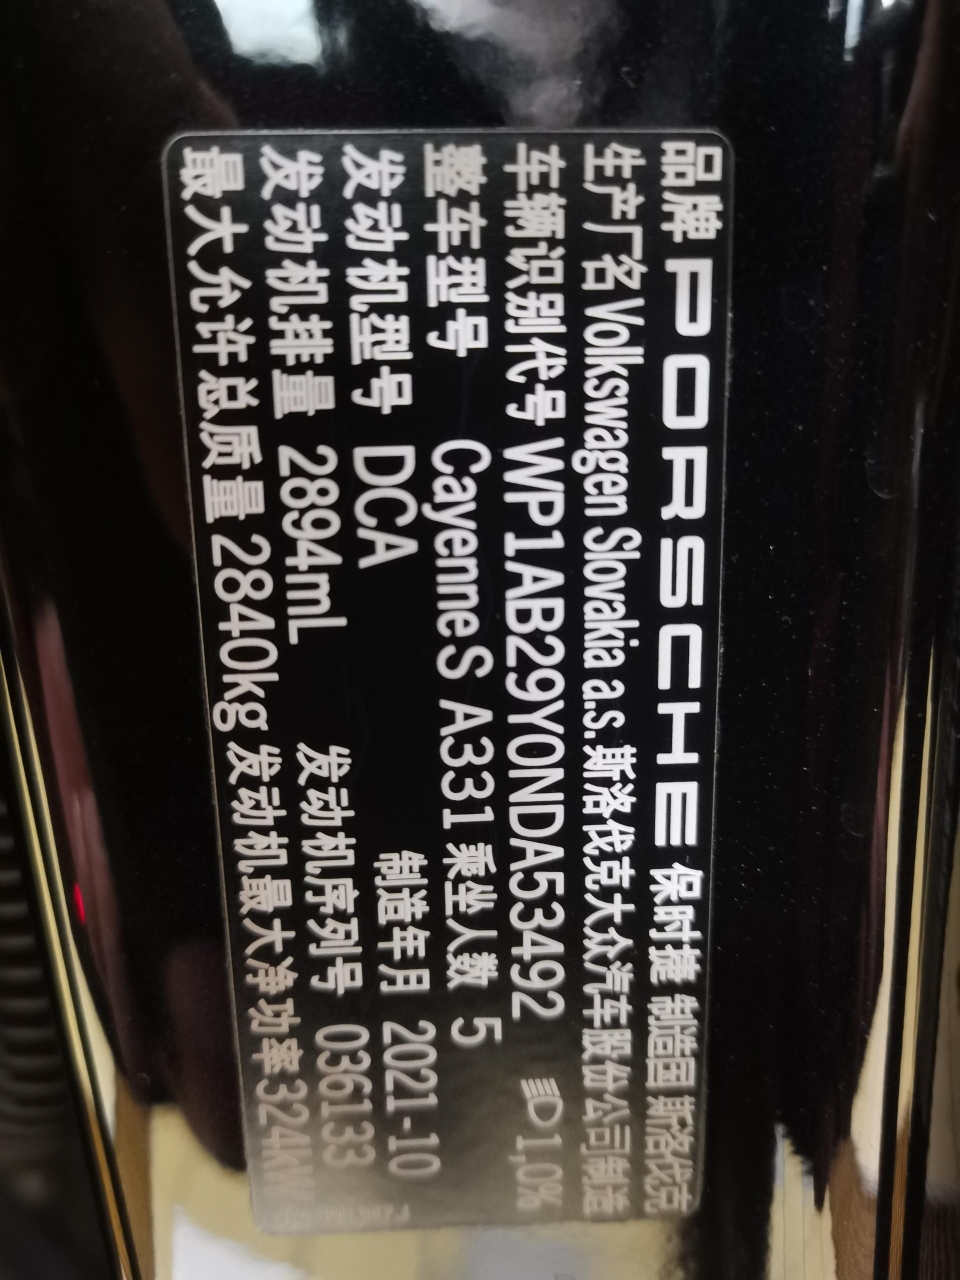 品牌 PORSCHE 保时捷 制造国 斯洛伐克
生产厂名 Volkswagen Slovakia a.s. 斯洛伐克大众汽车股份公司制造
车辆识别代号 WP1AB29Y0NDA53492 1,0%
整车型号 Cayenne S A331 乘坐人数 5
发动机型号 DCA 制造年月 2021-10
发动机排量 2894mL 发动机序列号 036133
最大允许总质量 2840kg 发动机最大净功率 324kW